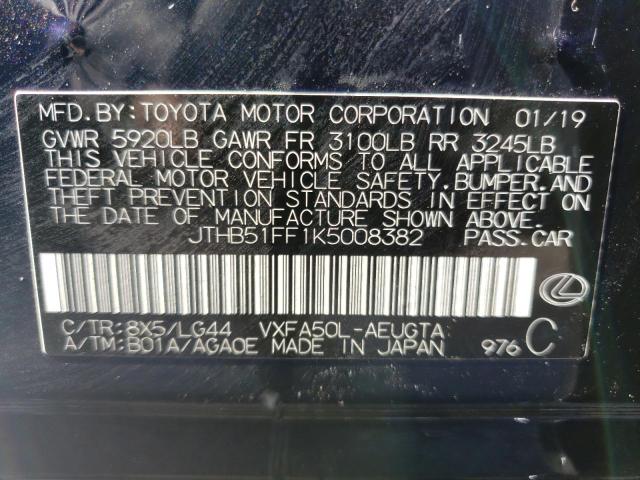 MFD.BY:TOYOTA MOTOR CORPORATION 01/19
GVWR 5920LB GAWR FR 3100LB RR 3245LB
THIS VEHICLE CONFORMS TO ALL APPLICABLE
FEDERAL MOTOR VEHICLE SAFETY,BUMPER,AND
THEFT PREVENTION STANDARDS IN EFFECT ON
THE DATE OF MANUFACTURE SHOWN ABOVE.
JTHB51FF1K5008382 PASS.CAR
C/TR:8X5/LG44 VXFA50L-AEUGTA
A/TM:B01A/AGA0E MADE IN JAPAN 976 C